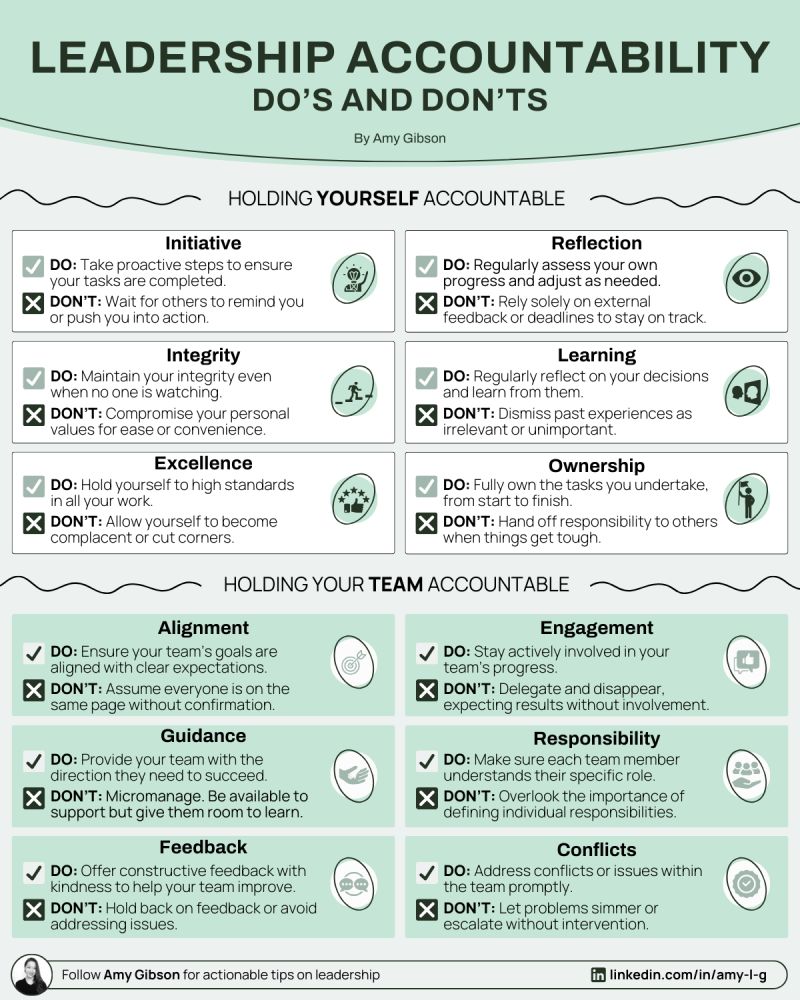 LEADERSHIP ACCOUNTABILITY
DO'S AND DON'TS
By Amy Gibson
HOLDING YOURSELF ACCOUNTABLE
Initiative
DO: Take proactive steps to ensure
your tasks are completed.
DON'T: Wait for others to remind you
or push you into action.
Reflection
DO: Regularly assess your own
progress and adjust as needed.
DON'T: Rely solely on external
feedback or deadlines to stay on track.
Integrity
DO: Maintain your integrity even
when no one is watching.
DON'T: Compromise your personal
values for ease or convenience.
Learning
DO: Regularly reflect on your decisions
and learn from them.
DON'T: Dismiss past experiences as
irrelevant or unimportant.
Excellence
DO: Hold yourself to high standards
in all your work.
DON'T: Allow yourself to become
complacent or cut corners.
Ownership
DO: Fully own the tasks you undertake,
from start to finish.
DON'T: Hand off responsibility to others
when things get tough.
HOLDING YOUR TEAM ACCOUNTABLE
Alignment
DO: Ensure your team's goals are
aligned with clear expectations.
DON'T: Assume everyone is on the
same page without confirmation.
Engagement
DO: Stay actively involved in your
team's progress.
DON'T: Delegate and disappear,
expecting results without involvement.
Guidance
DO: Provide your team with the
direction they need to succeed.
DON'T: Micromanage. Be available to
support but give them room to learn.
Responsibility
DO: Make sure each team member
understands their specific role.
DON'T: Overlook the importance of
defining individual responsibilities.
Feedback
DO: Offer constructive feedback with
kindness to help your team improve.
DON'T: Hold back on feedback or avoid
addressing issues.
Conflicts
DO: Address conflicts or issues within
the team promptly.
DON'T: Let problems simmer or
escalate without intervention.
Follow Amy Gibson for actionable tips on leadership
in linkedin.com/in/amy-l-g